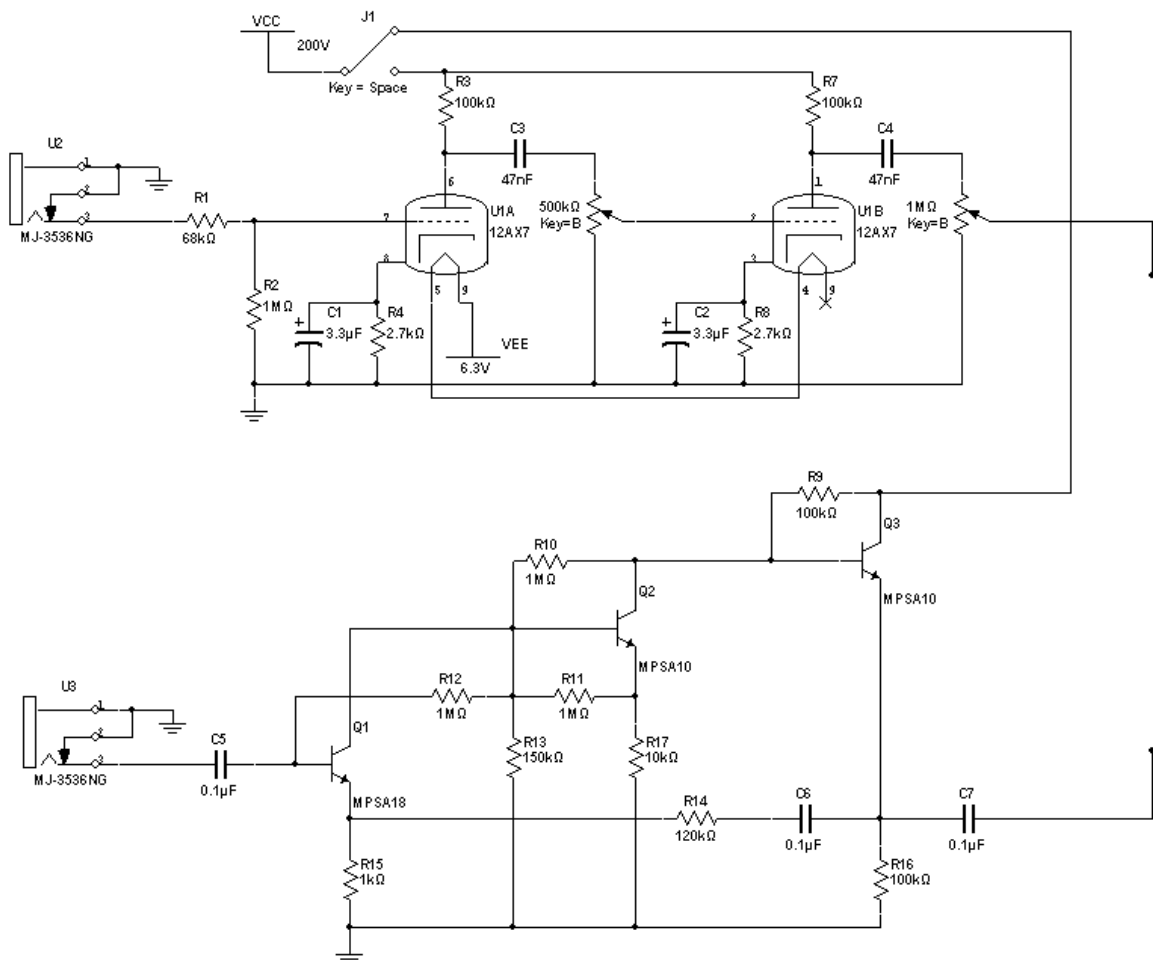 VCC
200V
J1
Key = Space
R3
100kΩ
R7
100kΩ
C3
47nF
C4
47nF
U2
1
2
3
MJ-3536NG
R1
68kΩ
6
7
8
5
9
U1A
12AX7
500kΩ
Key=B
1
2
3
4
9
U1B
12AX7
1MΩ
Key=B
R2
1MΩ
C1
3.3µF
R4
2.7kΩ
VEE
6.3V
C2
3.3µF
R8
2.7kΩ
R9
100kΩ
Q3
MPSA10
R10
1MΩ
Q2
MPSA10
R12
1MΩ
R11
1MΩ
U3
1
2
3
MJ-3536NG
C5
0.1µF
Q1
MPSA18
R13
150kΩ
R17
10kΩ
R14
120kΩ
C6
0.1µF
C7
0.1µF
R15
1kΩ
R16
100kΩ